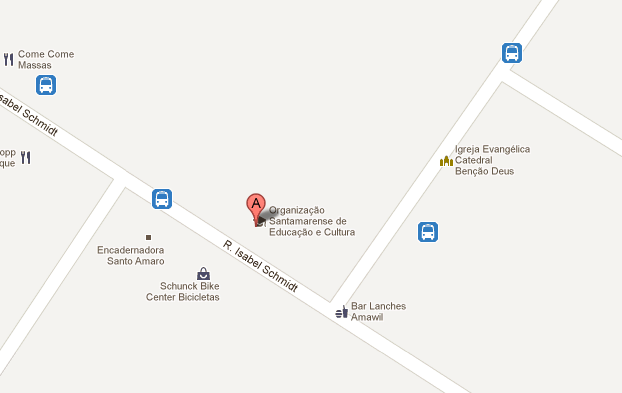 Come Come
Massas
sabel Schmidt
opp
que
Igreja Evangélica
Catedral
Benção Deus
A
Organização
Santamarense de
Educação e Cultura
Encadernadora
Santo Amaro
R. Isabel Schmidt
Schunck Bike
Center Bicicletas
Bar Lanches
Amawil